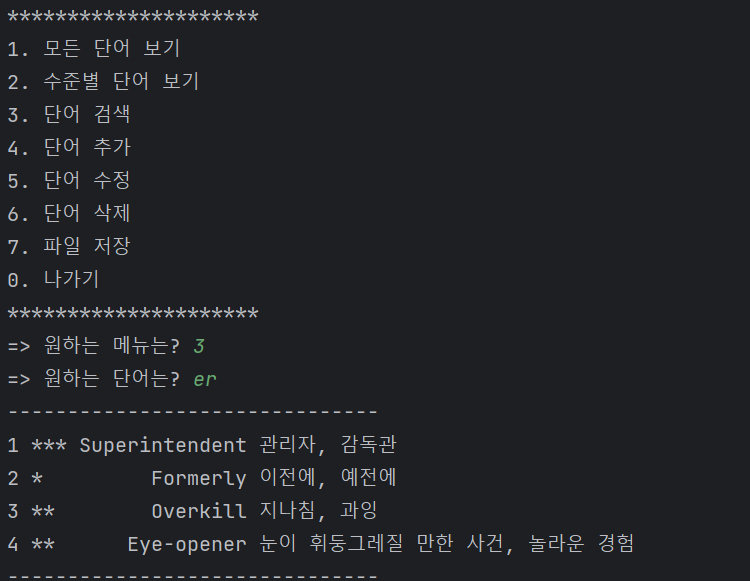 *********************
1. 모든 단어 보기
2. 수준별 단어 보기
3. 단어 검색
4. 단어 추가
5. 단어 수정
6. 단어 삭제
7. 파일 저장
0. 나가기
*********************
=> 원하는 메뉴는? 3
=> 원하는 단어는? er
-------------------------------
1 *** Superintendent 관리자, 감독관
2 *         Formerly 이전에, 예전에
3 **        Overkill 지나침, 과잉
4 **      Eye-opener 눈이 휘둥그레질 만한 사건, 놀라운 경험
-------------------------------